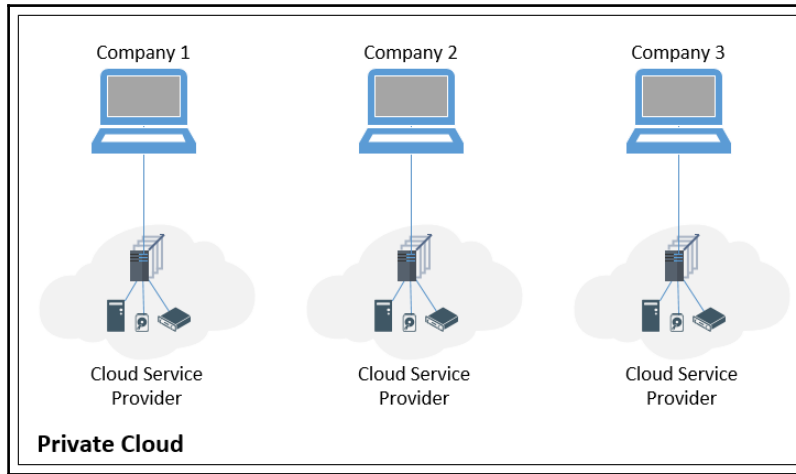 Company 1
Company 2
Company 3
Cloud Service
Provider
Cloud Service
Provider
Cloud Service
Provider
Private Cloud